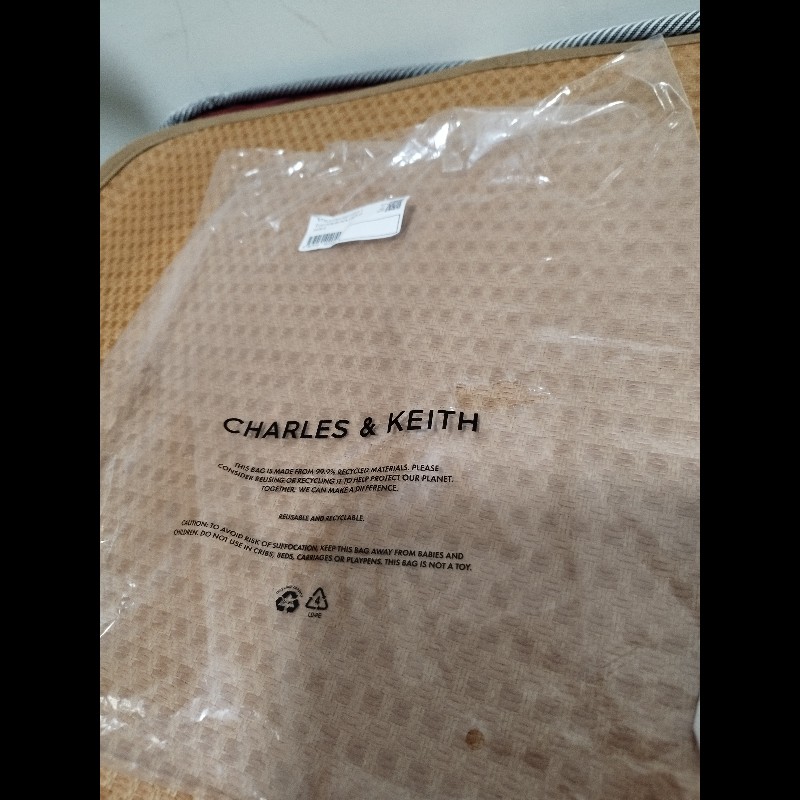 CHARLES & KEITH
THIS BAG IS MADE FROM 99.9% RECYCLED MATERIALS. PLEASE
CONSIDER REUSING OR RECYCLING IT TO HELP PROTECT OUR PLANET.
TOGETHER, WE CAN MAKE A DIFFERENCE.
REUSABLE AND RECYCLABLE.
CAUTION: TO AVOID RISK OF SUFFOCATION, KEEP THIS BAG AWAY FROM BABIES AND
CHILDREN. DO NOT USE IN CRIBS, BEDS, CARRIAGES OR PLAYPENS. THIS BAG IS NOT A TOY.
4
LDPE